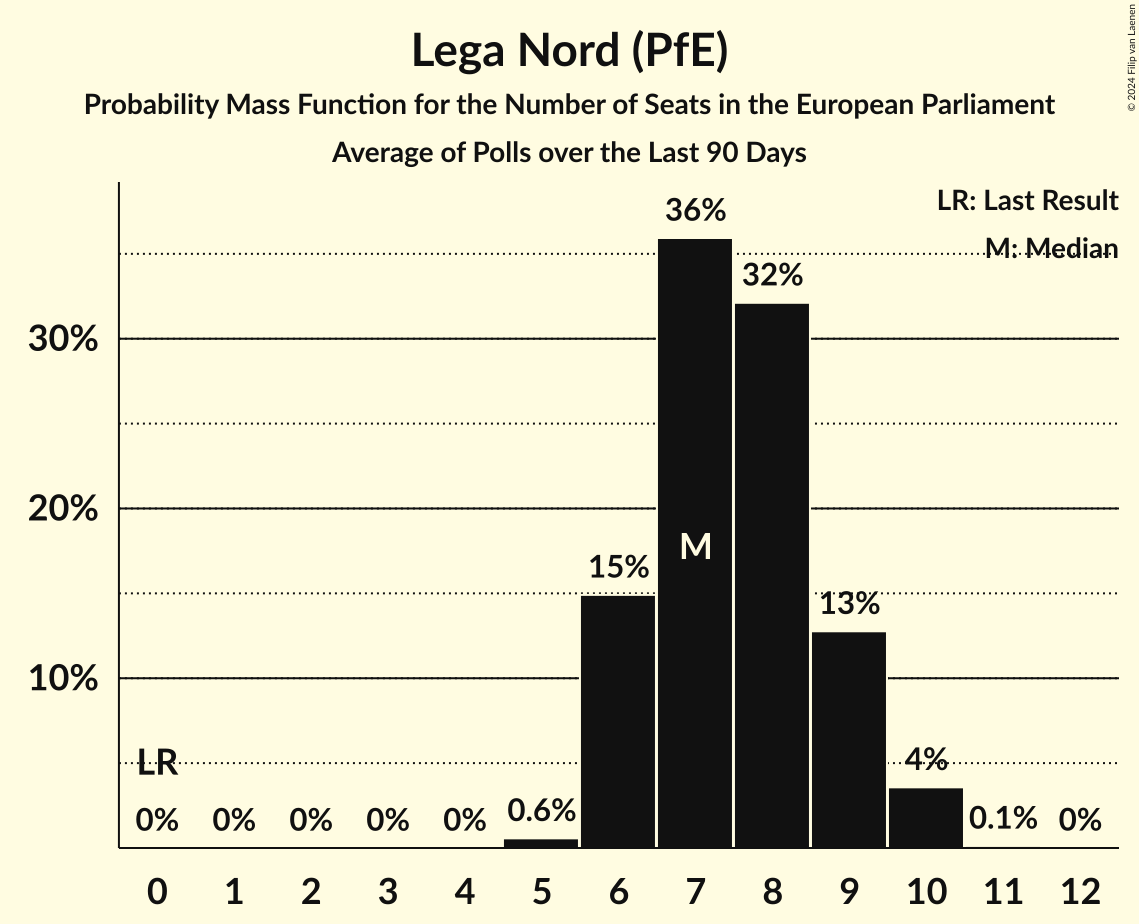 Lega Nord (PfE)
Probability Mass Function for the Number of Seats in the European Parliament
Average of Polls over the Last 90 Days
© 2024 Filip van Laenen
LR: Last Result
M: Median
36%
32%
30%
20%
M
15%
13%
10%
LR
4%
0% 0% 0% 0% 0% 0.6% 0.1% 0%
0 1 2 3 4 5 6 7 8 9 10 11 12